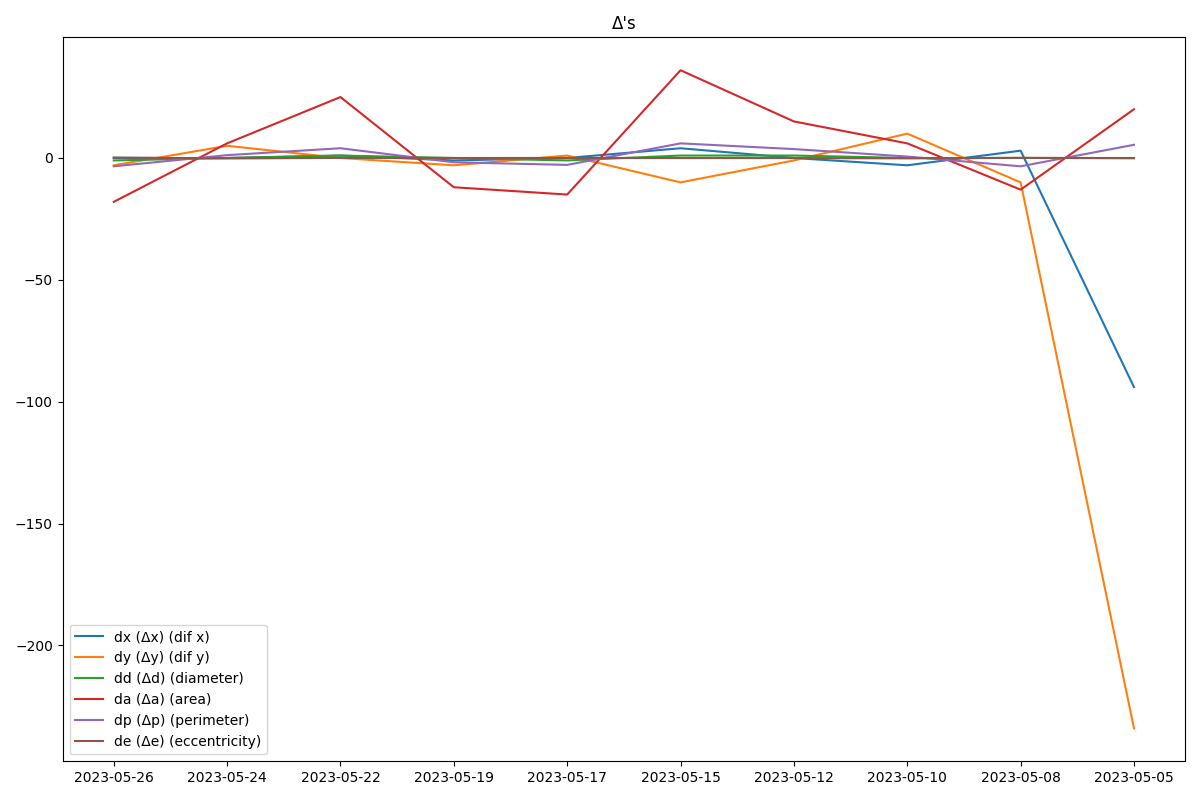 Δ's
0
−50
−100
−150
−200
dx (Δx) (dif x)
dy (Δy) (dif y)
dd (Δd) (diameter)
da (Δa) (area)
dp (Δp) (perimeter)
de (Δe) (eccentricity)
2023-05-26 2023-05-24 2023-05-22 2023-05-19 2023-05-17 2023-05-15 2023-05-12 2023-05-10 2023-05-08 2023-05-05